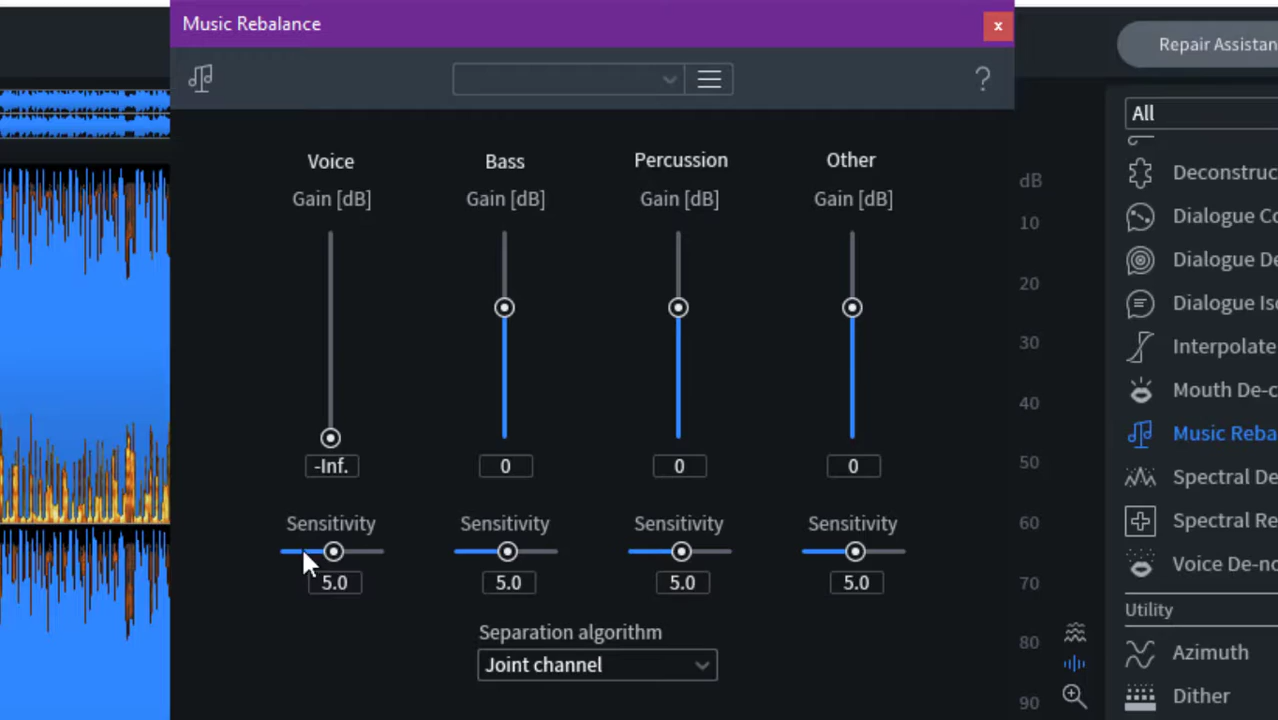 Music Rebalance
x
?
Voice
Bass
Percussion
Other
Gain [dB]
Gain [dB]
Gain [dB]
Gain [dB]
-Inf.
0
0
0
Sensitivity
Sensitivity
Sensitivity
Sensitivity
5.0
5.0
5.0
5.0
Separation algorithm
Joint channel
dB
10
20
30
40
50
60
70
80
90
Repair Assistan
All
Deconstruc
Dialogue Co
Dialogue De
Dialogue Iso
Interpolate
Mouth De-c
Music Reba
Spectral De
Spectral Re
Voice De-no
Utility
Azimuth
Dither